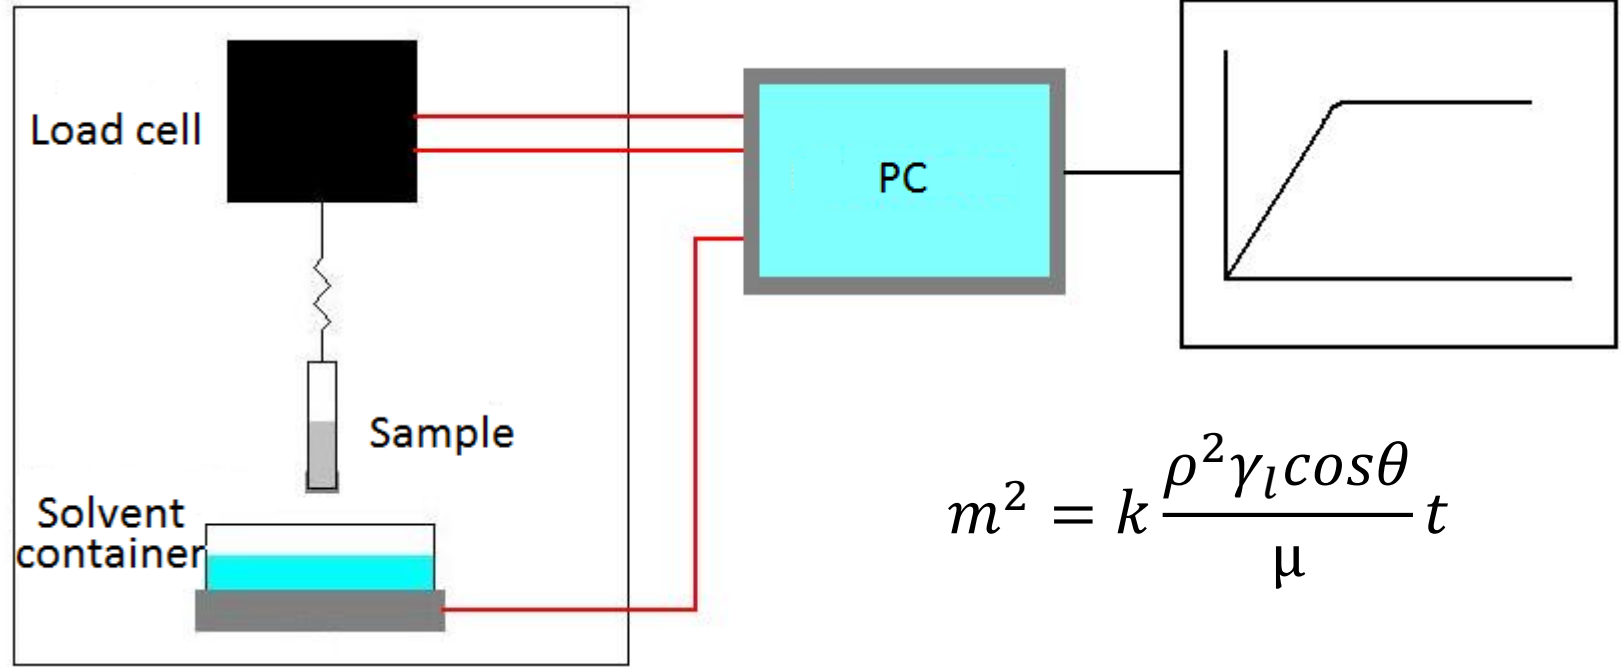 Load cell
PC
Sample
Solvent
container
m² = k ρ²γₗcosθ / μ t